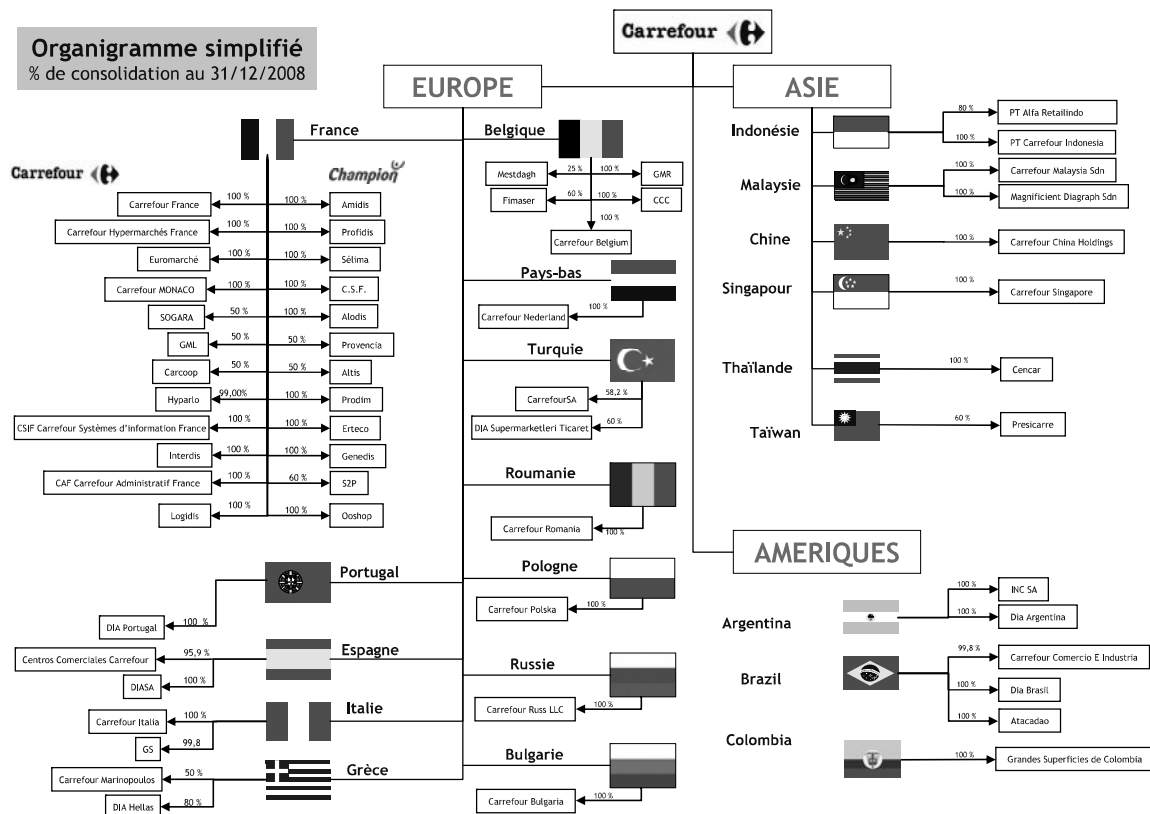 Organigramme simplifié
% de consolidation au 31/12/2008
Carrefour
EUROPE
ASIE
AMERIQUES
France
Carrefour
Champion
Carrefour France
100 %
100 %
Amidis
Carrefour Hypermarchés France
100 %
100 %
Profidis
Euromarché
100 %
100 %
Sélima
Carrefour MONACO
100 %
100 %
C.S.F.
SOGARA
50 %
100 %
Alodis
GML
50 %
50 %
Provencia
Carcoop
50 %
50 %
Altis
Hyparlo
99,00%
100 %
Prodim
CSIF Carrefour Systèmes d'information France
100 %
100 %
Erteco
Interdis
100 %
100 %
Genedis
CAF Carrefour Administratif France
100 %
60 %
S2P
Logidis
100 %
100 %
Ooshop
Portugal
DIA Portugal
100 %
Espagne
Centros Comerciales Carrefour
95,9 %
DIASA
100 %
Italie
Carrefour Italia
100 %
GS
99,8
Grèce
Carrefour Marinopoulos
50 %
DIA Hellas
80 %
Belgique
Mestdagh
25 %
100 %
GMR
Fimaser
60 %
100 %
CCC
100 %
Carrefour Belgium
Pays-bas
Carrefour Nederland
100 %
Turquie
CarrefourSA
58,2 %
DIA Supermarketleri Ticaret
60 %
Roumanie
Carrefour Romania
100 %
Pologne
Carrefour Polska
100 %
Russie
Carrefour Russ LLC
100 %
Bulgarie
Carrefour Bulgaria
100 %
Indonésie
80 %
PT Alfa Retailindo
100 %
PT Carrefour Indonesia
Malaysie
100 %
Carrefour Malaysia Sdn
100 %
Magnificient Diagraph Sdn
Chine
100 %
Carrefour China Holdings
Singapour
100 %
Carrefour Singapore
Thaïlande
100 %
Cencar
Taïwan
60 %
Presicarre
Argentina
100 %
INC SA
100 %
Dia Argentina
Brazil
99,8 %
Carrefour Comercio E Industria
100 %
Dia Brasil
100 %
Atacadao
Colombia
100 %
Grandes Superficies de Colombia